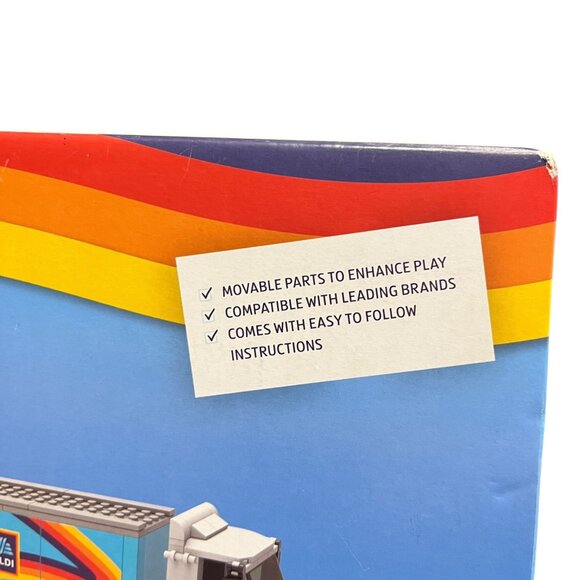 MOVABLE PARTS TO ENHANCE PLAY
COMPATIBLE WITH LEADING BRANDS
COMES WITH EASY TO FOLLOW
INSTRUCTIONS